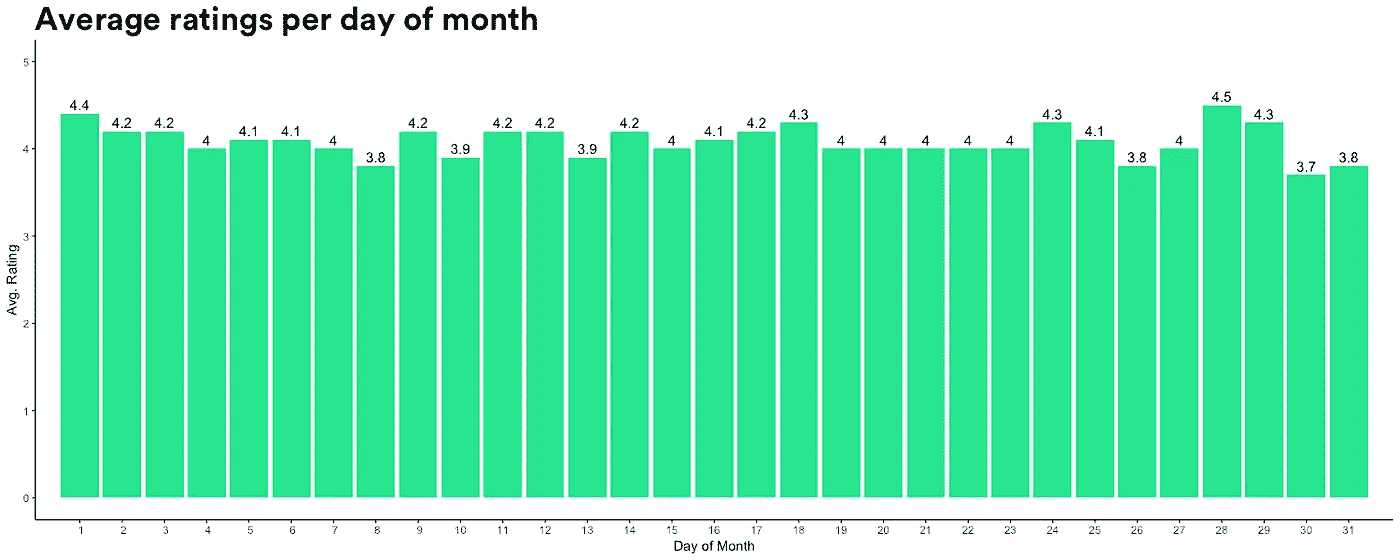 Average ratings per day of month
5
4
3
2
1
0
Avg. Rating
4.4 4.2 4.2 4 4.1 4.1 4 3.8 4.2 3.9 4.2 4.2 3.9 4.2 4 4.1 4.2 4.3 4 4 4 4 4 4.3 4.1 3.8 4 4.5 4.3 3.7 3.8
1 2 3 4 5 6 7 8 9 10 11 12 13 14 15 16 17 18 19 20 21 22 23 24 25 26 27 28 29 30 31
Day of Month